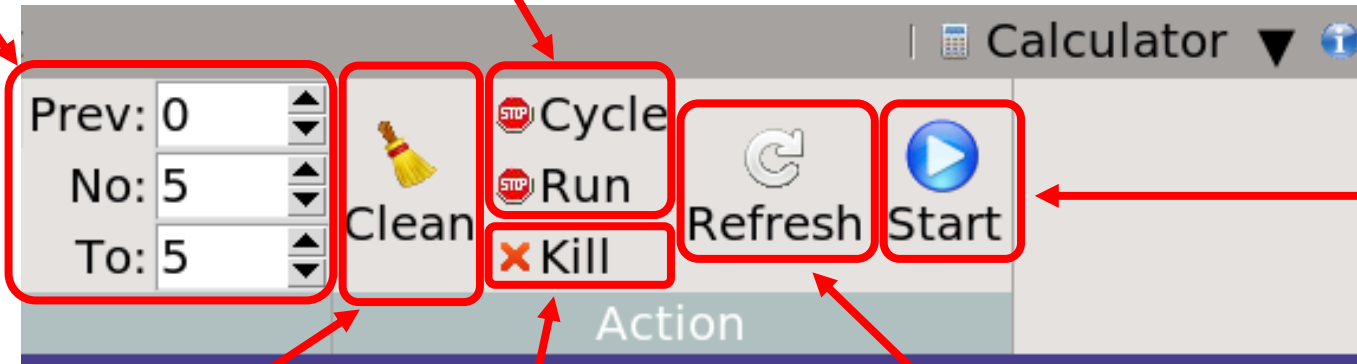 Calculator
Prev: 0
No: 5
To: 5
Clean
STOP Cycle
STOP Run
Kill
Refresh
Start
Action